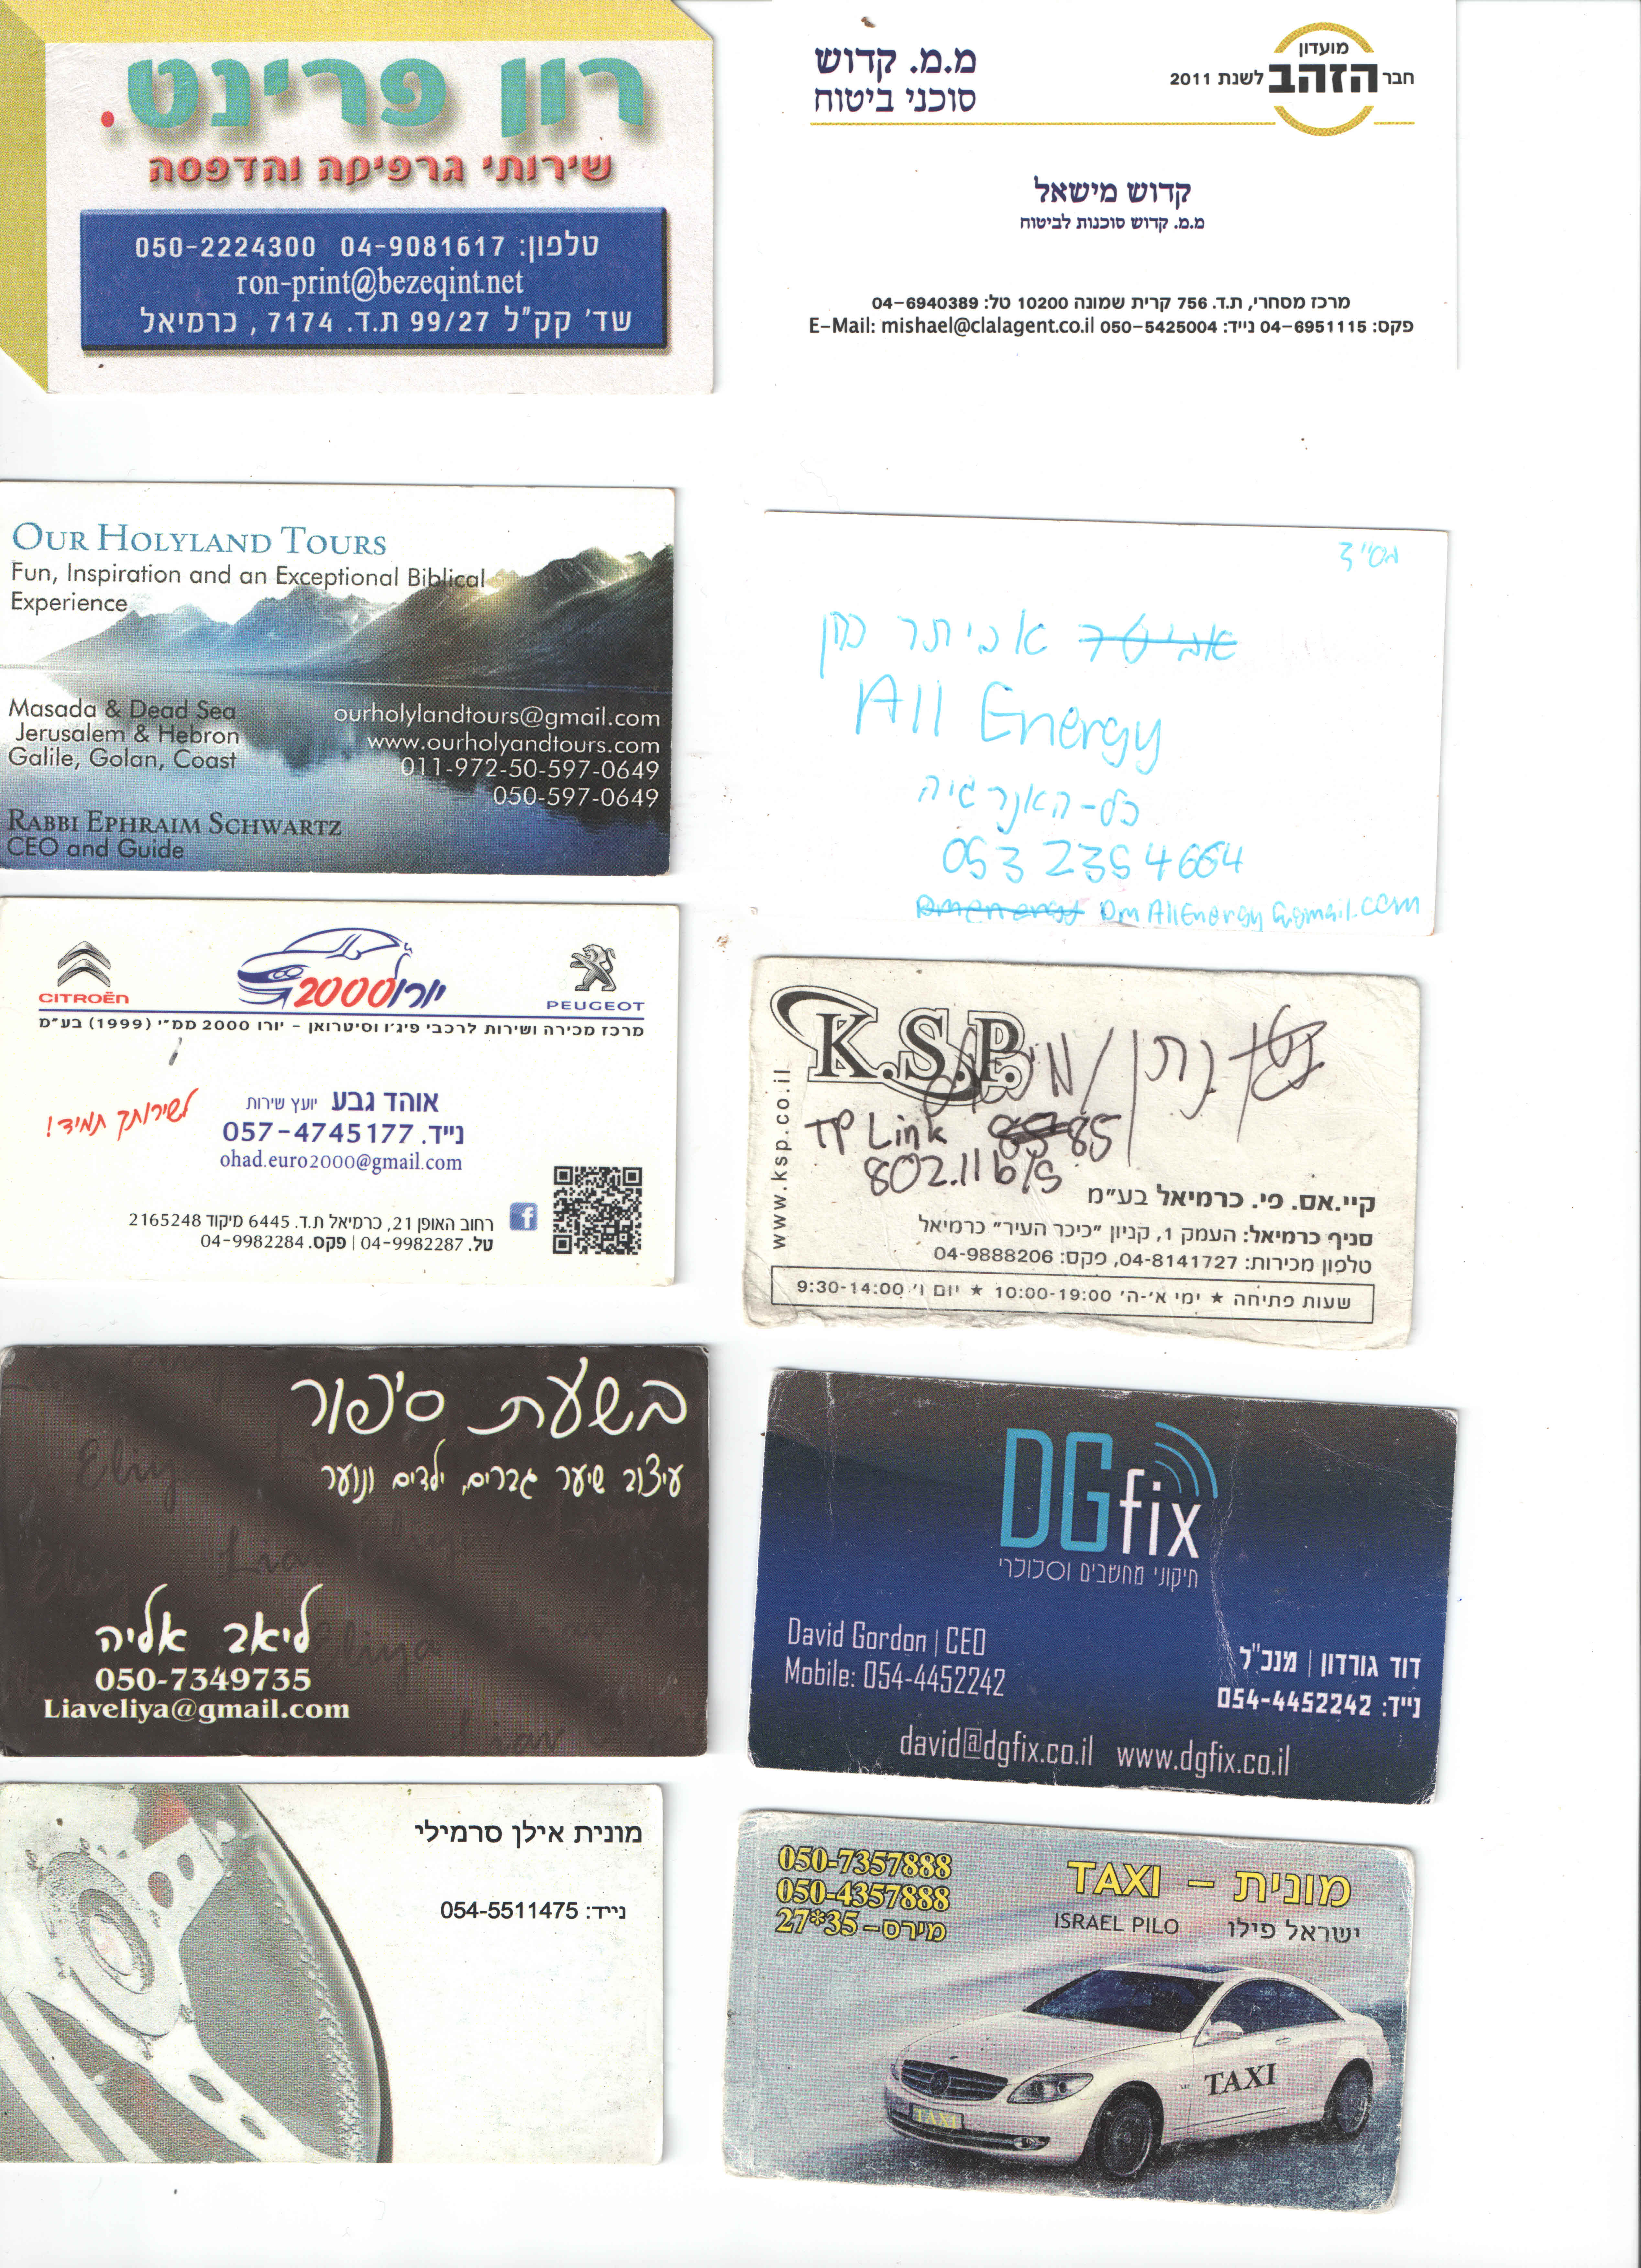 רון פרינט.
שירותי גרפיקה והדפסה
טלפון: 04-9081617 050-2224300
ron-print@bezeqint.net
שד' קק"ל 99/27 ת.ד. 7174, כרמיאל
מ.מ. קדוש
סוכני ביטוח
מועדון
חבר הזהב לשנת 2011
קדוש מישאל
מ.מ. קדוש סוכנות לביטוח
מרכז מסחרי, ת.ד. 756 קרית שמונה 10200 טל: 04-6940389
פקס: 04-6951115 נייד: 050-5425004 E-Mail: mishael@clalagent.co.il
OUR HOLYLAND TOURS
Fun, Inspiration and an Exceptional Biblical
Experience
Masada & Dead Sea
Jerusalem & Hebron
Galile, Golan, Coast
ourholylandtours@gmail.com
www.ourholyandtours.com
011-972-50-597-0649
050-597-0649
RABBI EPHRAIM SCHWARTZ
CEO and Guide
בס"ד
אביתר כהן
All Energy
כל-האנרגיה
053 2354664
DmAllEnergy@gmail.com
CITROËN
יורו 2000
PEUGEOT
מרכז מכירה ושירות לרכבי פיג'ו וסיטרואן - יורו 2000 ממ"י (1999) בע"מ
לשירותך תמיד!
אוהד גבע יועץ שירות
נייד. 057-4745177
ohad.euro2000@gmail.com
רחוב האופן 21, כרמיאל ת.ד. 6445 מיקוד 2165248
טל. 04-9982287 | פקס. 04-9982284
K.S.P.
www.ksp.co.il
נתן /
TP Link 85
802.11 b/s
קיי.אס. פי. כרמיאל בע"מ
סניף כרמיאל: העמק 1, קניון "כיכר העיר" כרמיאל
טלפון מכירות: 04-8141727, פקס: 04-9888206
שעות פתיחה ★ ימי א'-ה' 10:00-19:00 ★ יום ו' 9:30-14:00
בשעת סיפור
עיצוב שיער גברים, ילדים ונוער
ליאב אליה
050-7349735
Liaveliya@gmail.com
DGfix
תיקוני מחשבים וסלולרי
David Gordon | CEO
Mobile: 054-4452242
דוד גורדון | מנכ"ל
נייד: 054-4452242
david@dgfix.co.il www.dgfix.co.il
מונית אילן סרמילי
נייד: 054-5511475
050-7357888
050-4357888
מירס- 27*35
מונית - TAXI
ישראל פילו ISRAEL PILO
TAXI
TAXI